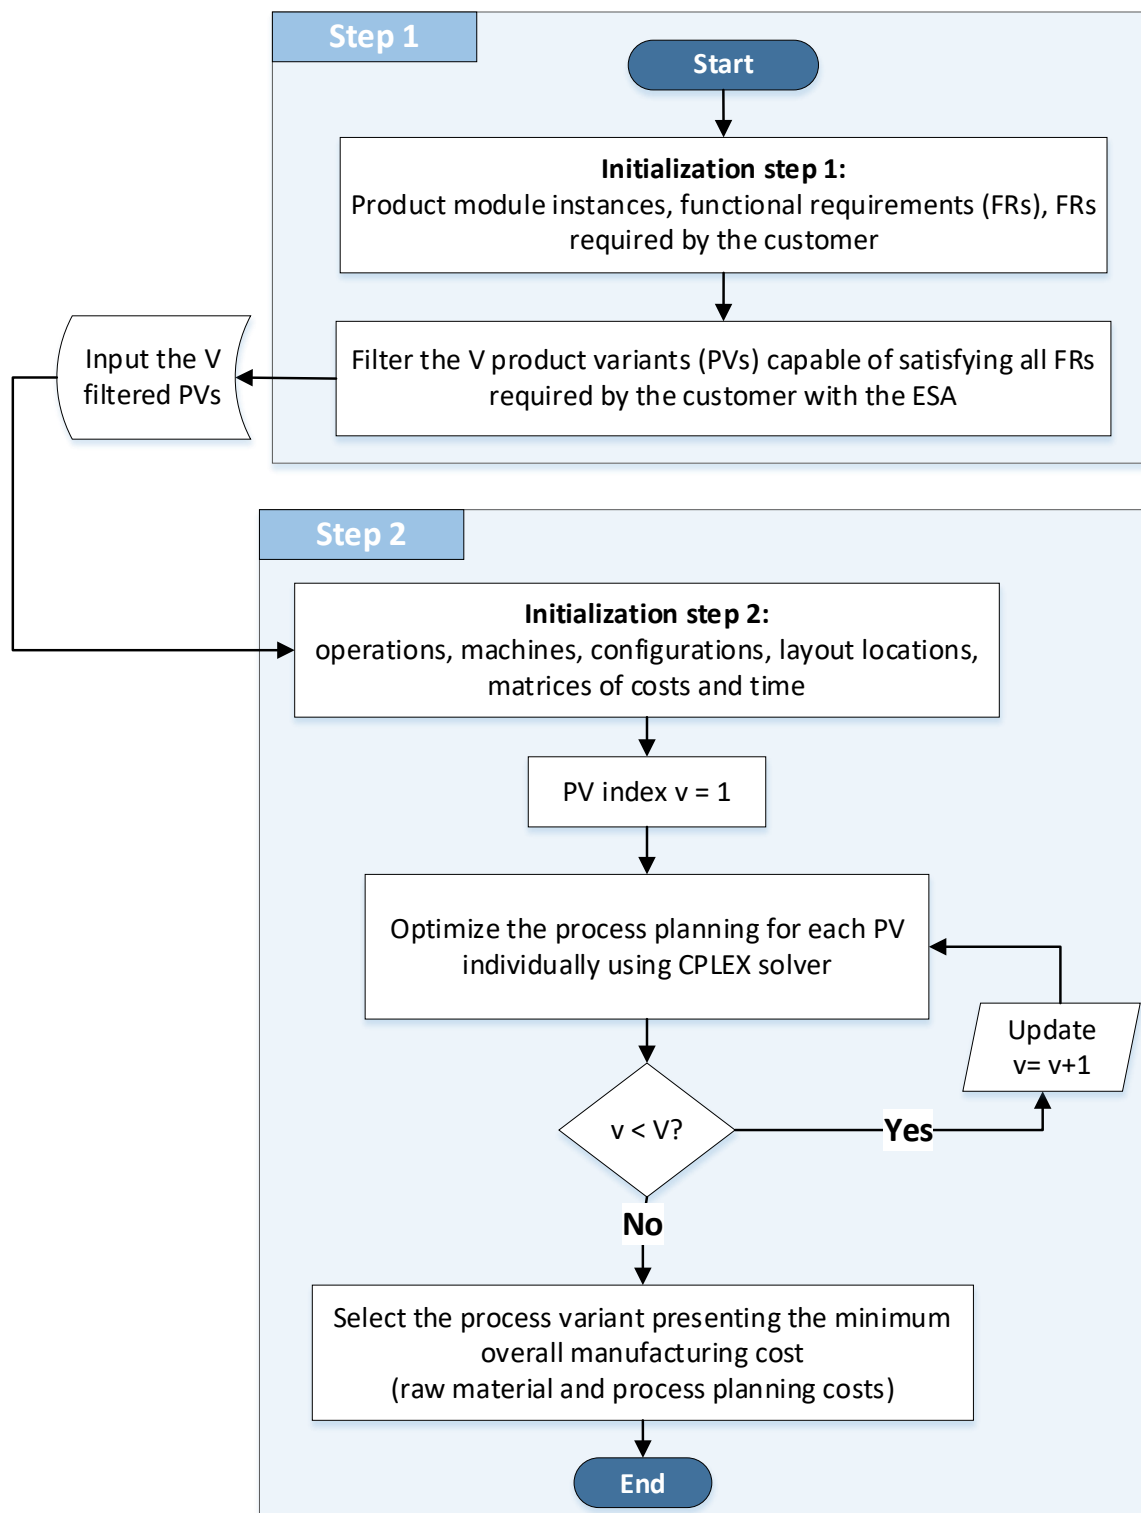 Step 1
Start
Initialization step 1:
Product module instances, functional requirements (FRs), FRs
required by the customer
Filter the V product variants (PVs) capable of satisfying all FRs
required by the customer with the ESA
Input the V
filtered PVs
Step 2
Initialization step 2:
operations, machines, configurations, layout locations,
matrices of costs and time
PV index v = 1
Optimize the process planning for each PV
individually using CPLEX solver
Update
v= v+1
v < V?
Yes
No
Select the process variant presenting the minimum
overall manufacturing cost
(raw material and process planning costs)
End